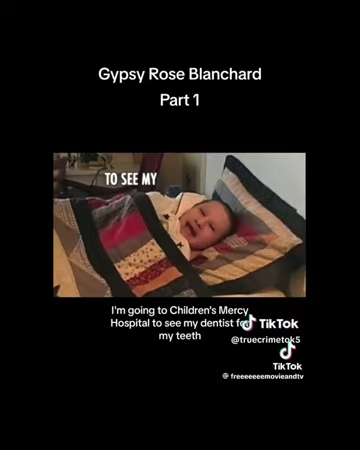 Gypsy Rose Blanchard
Part 1
TO SEE MY
I'm going to Children's Mercy
Hospital to see my dentist for
my teeth
TikTok
@truecrimetok5
TikTok
@ freeeeeeemovieandtv